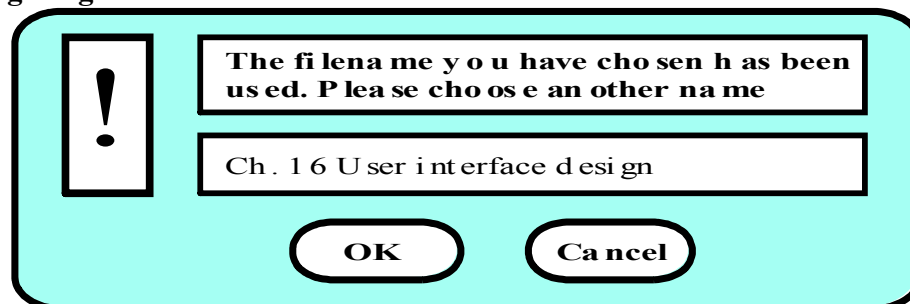 !
The filename you have chosen has been
used. Please choose another name
Ch. 16 User interface design
OK
Cancel